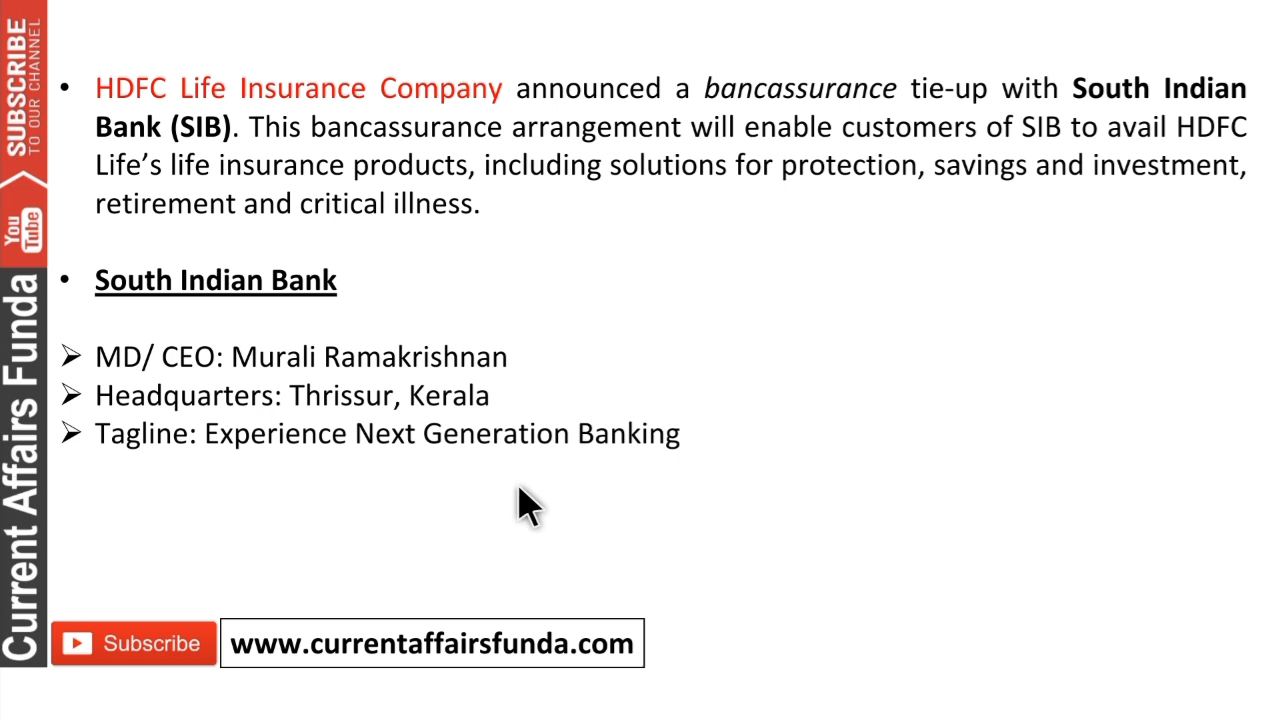 SUBSCRIBE
TO OUR CHANNEL
You
Tube
Current Affairs Funda
• HDFC Life Insurance Company announced a bancassurance tie-up with South Indian
Bank (SIB). This bancassurance arrangement will enable customers of SIB to avail HDFC
Life’s life insurance products, including solutions for protection, savings and investment,
retirement and critical illness.
• South Indian Bank
➢ MD/ CEO: Murali Ramakrishnan
➢ Headquarters: Thrissur, Kerala
➢ Tagline: Experience Next Generation Banking
Subscribe
www.currentaffairsfunda.com